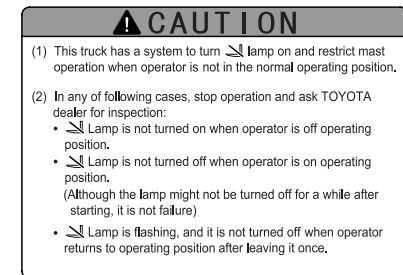 CAUTION
(1) This truck has a system to turn lamp on and restrict mast
operation when operator is not in the normal operating position.
(2) In any of following cases, stop operation and ask TOYOTA
dealer for inspection:
• Lamp is not turned on when operator is off operating
position.
• Lamp is not turned off when operator is on operating
position.
(Although the lamp might not be turned off for a while after
starting, it is not failure)
• Lamp is flashing, and it is not turned off when operator
returns to operating position after leaving it once.